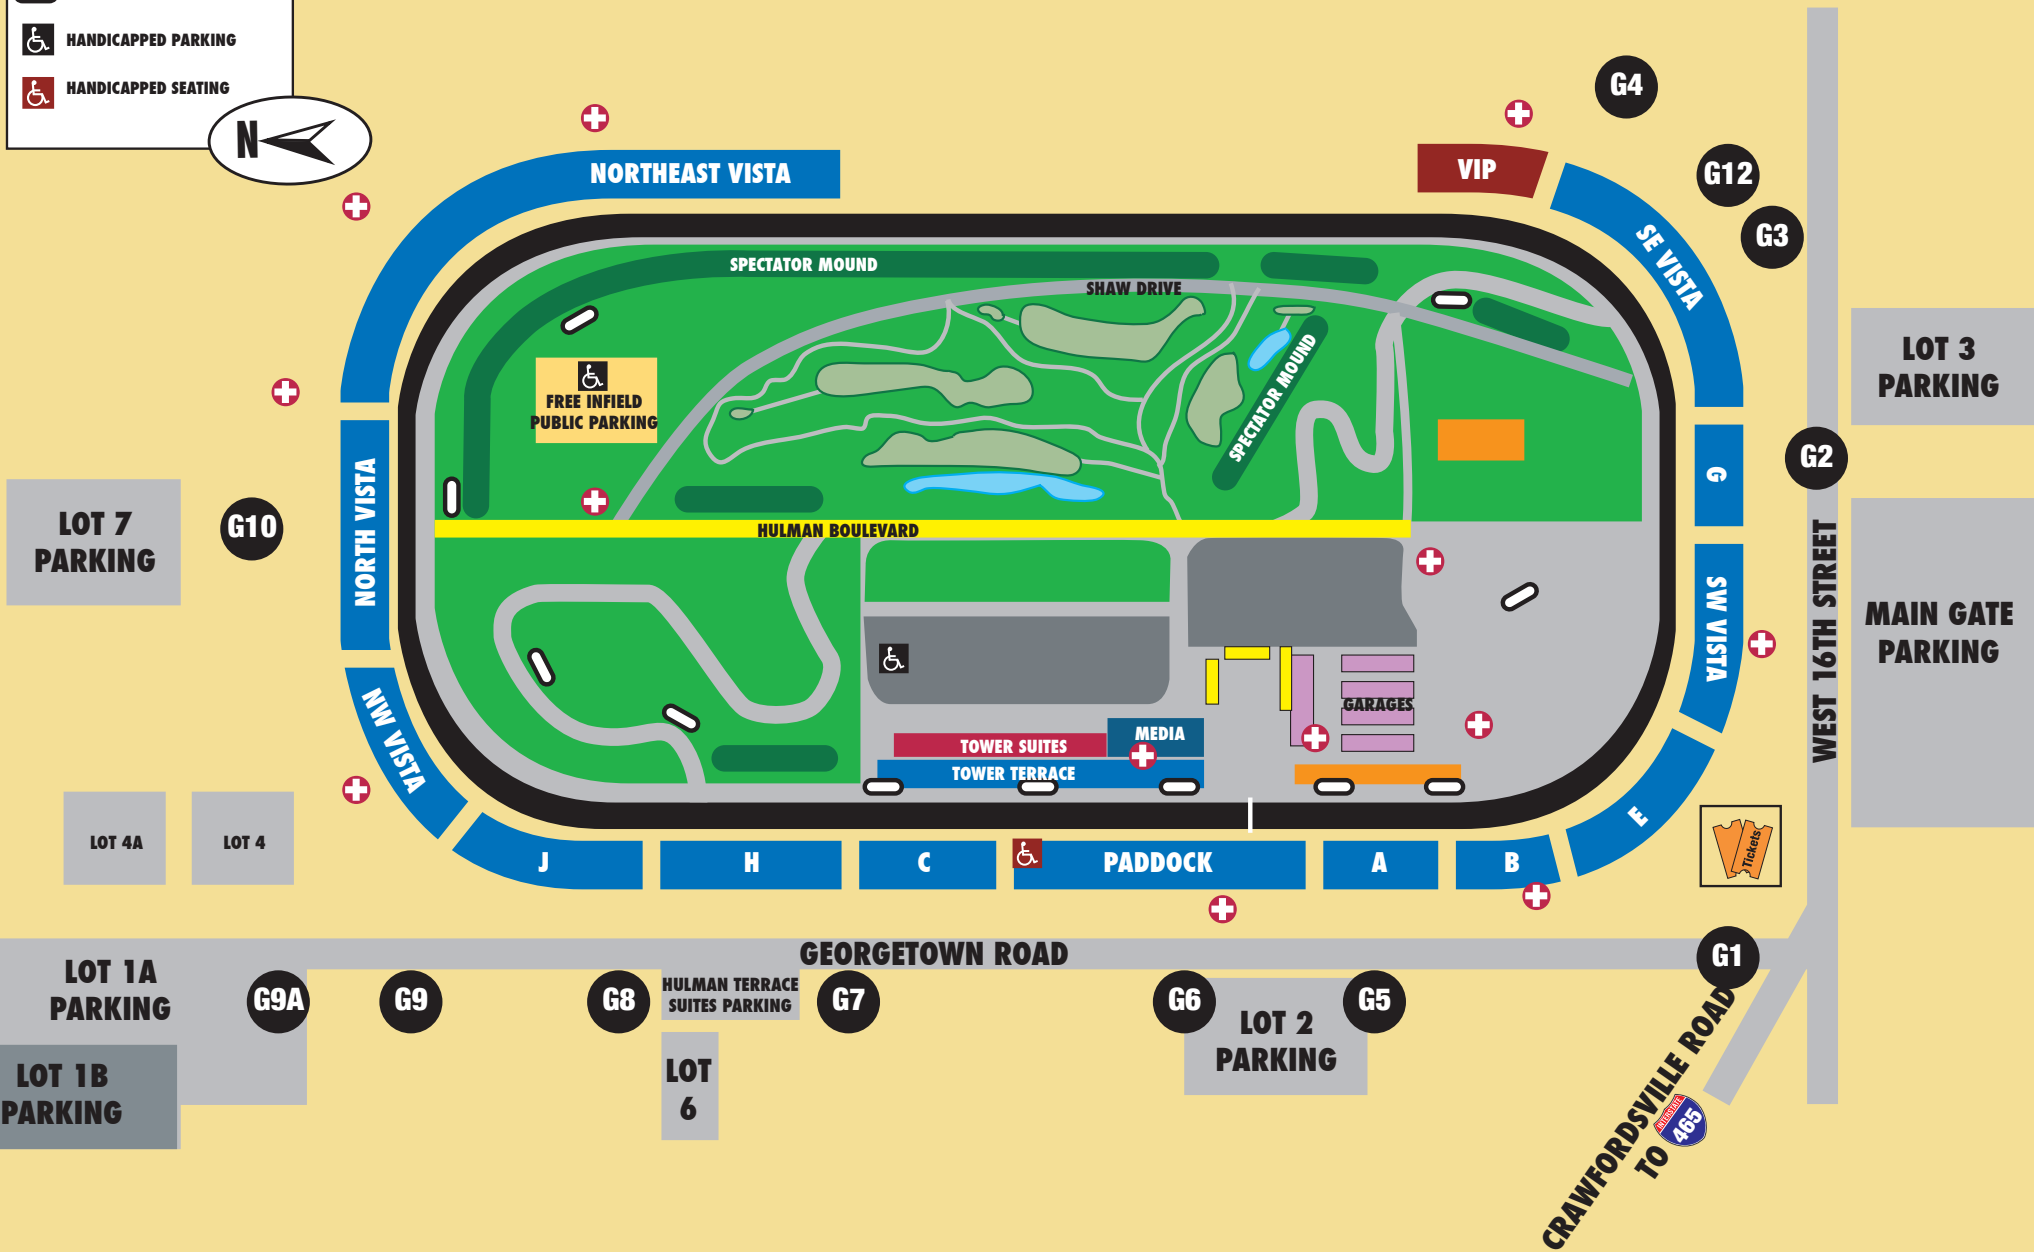 HANDICAPPED PARKING
HANDICAPPED SEATING
N
G4
G12
G3
NORTHEAST VISTA
VIP
SE VISTA
SPECTATOR MOUND
SHAW DRIVE
SPECTATOR MOUND
FREE INFIELD
PUBLIC PARKING
LOT 3
PARKING
G2
G
NORTH VISTA
LOT 7
PARKING
G10
HULMAN BOULEVARD
SW VISTA
WEST 16TH STREET
MAIN GATE
PARKING
NW VISTA
GARAGES
MEDIA
TOWER SUITES
TOWER TERRACE
LOT 4A
LOT 4
J
H
C
PADDOCK
A
B
E
Tickets
GEORGETOWN ROAD
G1
LOT 1A
PARKING
G9A
G9
G8
HULMAN TERRACE
SUITES PARKING
G7
G6
G5
LOT 2
PARKING
LOT 1B
PARKING
LOT
6
CRAWFORDSVILLE ROAD
TO
INTERSTATE
465